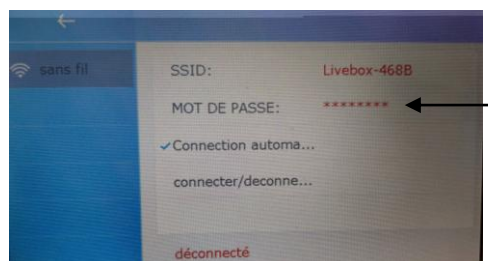 sans fil
SSID: Livebox-468B
MOT DE PASSE: ********
Connection automa...
connecter/deconne...
déconnecté